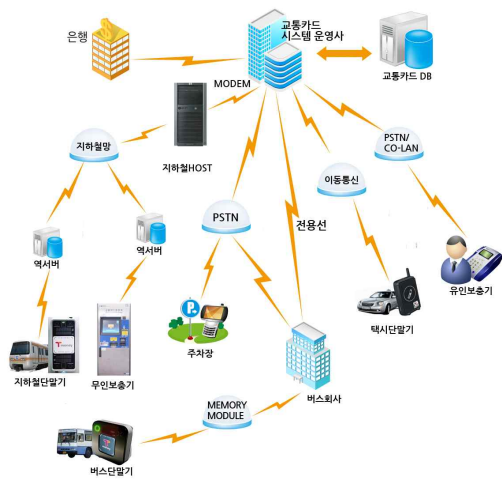 은행
교통카드
시스템 운영사
교통카드 DB
MODEM
지하철HOST
지하철망
PSTN/
CO-LAN
이동통신
PSTN
전용선
역서버
역서버
유인보충기
택시단말기
주차장
지하철단말기
무인보충기
버스회사
MEMORY
MODULE
버스단말기